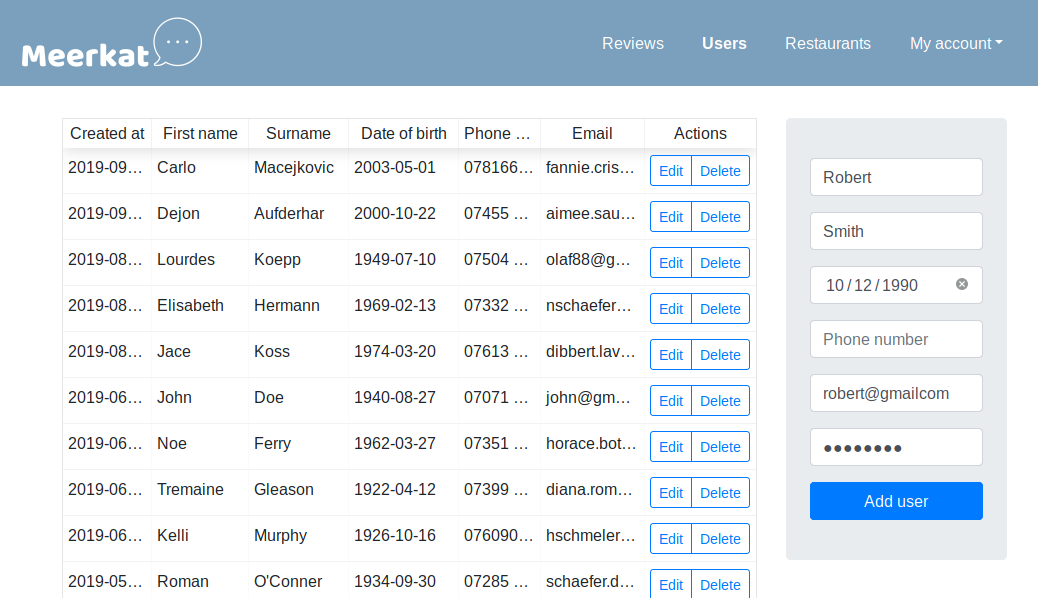 Meerkat
Reviews Users Restaurants My account
Created at First name Surname Date of birth Phone … Email Actions
2019-09… Carlo Macejkovic 2003-05-01 078166… fannie.cris… Edit Delete
2019-09… Dejon Aufderhar 2000-10-22 07455 … aimee.sau… Edit Delete
2019-08… Lourdes Koepp 1949-07-10 07504 … olaf88@g… Edit Delete
2019-08… Elisabeth Hermann 1969-02-13 07332 … nschaefer… Edit Delete
2019-08… Jace Koss 1974-03-20 07613 … dibbert.lav… Edit Delete
2019-06… John Doe 1940-08-27 07071 … john@gm… Edit Delete
2019-06… Noe Ferry 1962-03-27 07351 … horace.bot… Edit Delete
2019-06… Tremaine Gleason 1922-04-12 07399 … diana.rom… Edit Delete
2019-06… Kelli Murphy 1926-10-16 076090… hschmeler… Edit Delete
2019-05… Roman O'Conner 1934-09-30 07285 … schaefer.d… Edit Delete
Robert
Smith
10/12/1990
Phone number
robert@gmailcom
●●●●●●●●
Add user